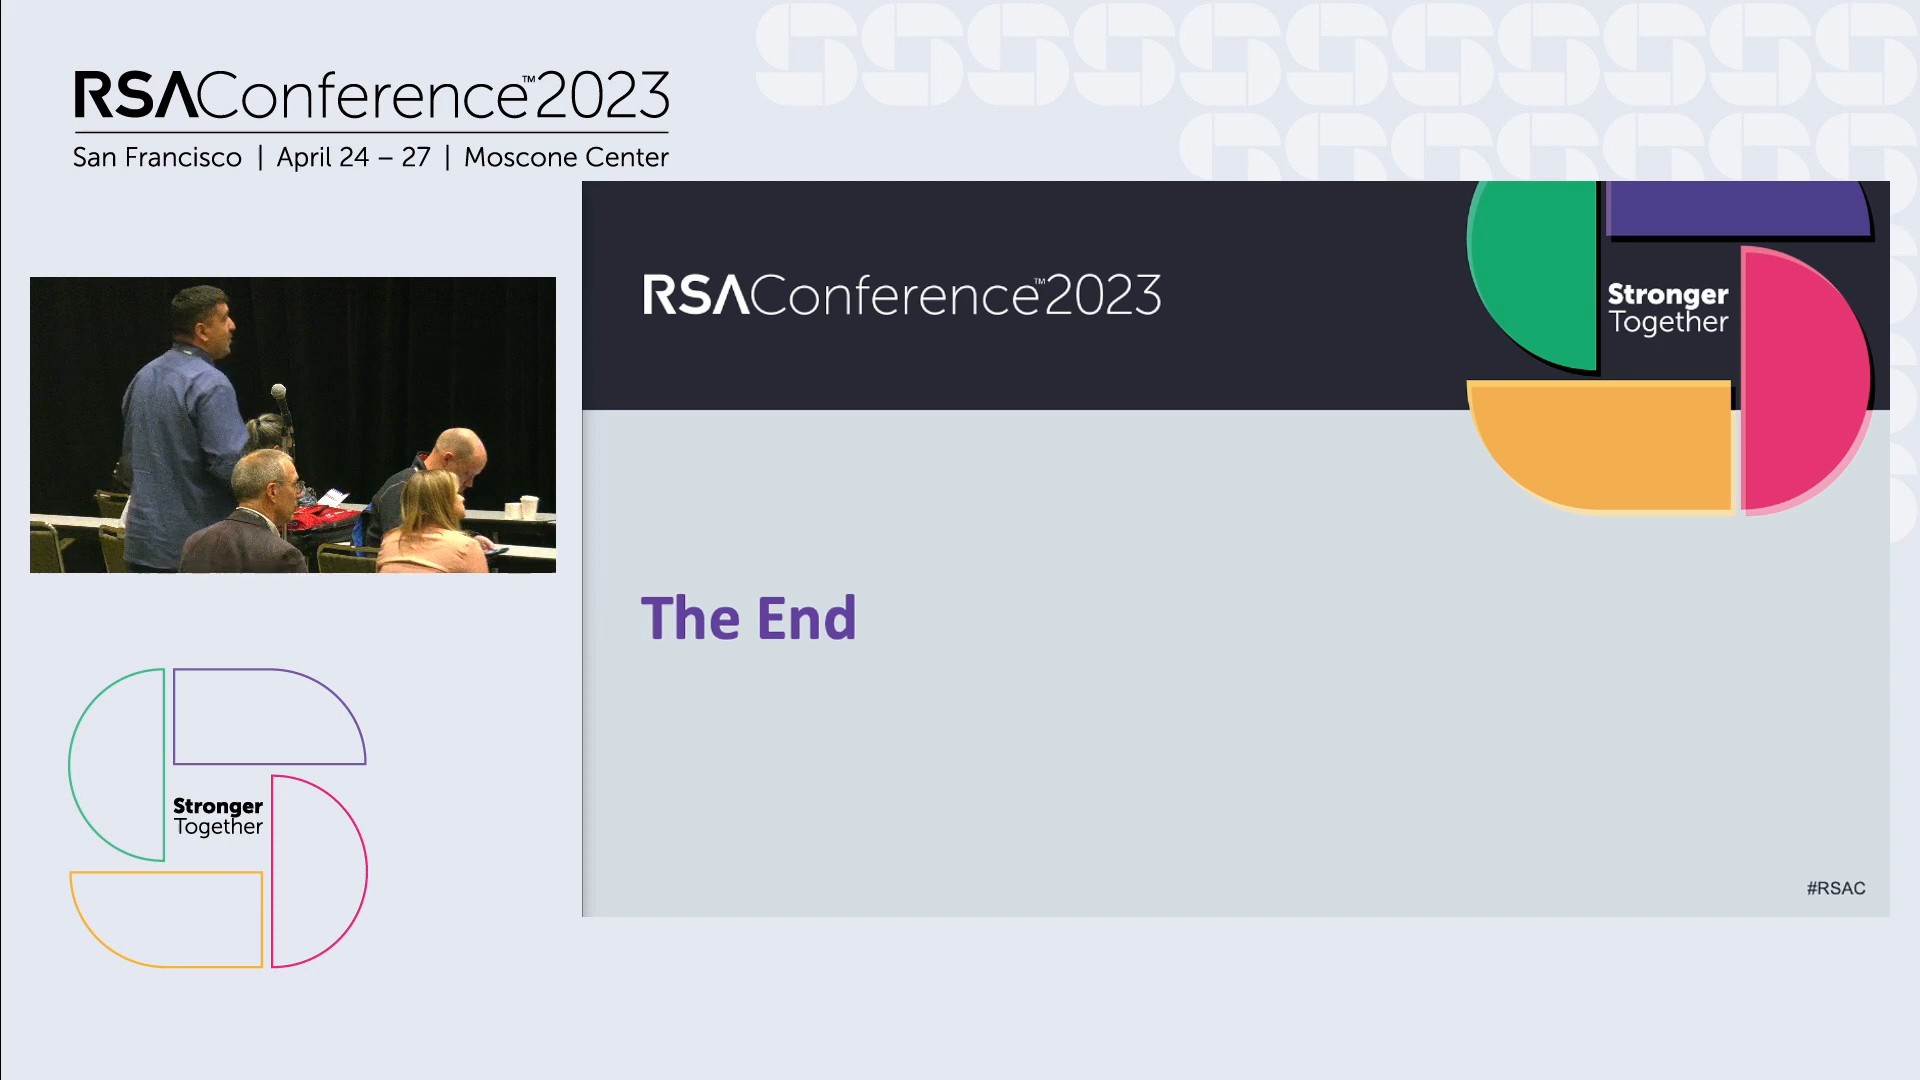 RSAConference™2023
San Francisco | April 24 – 27 | Moscone Center
RSAConference™2023
Stronger
Together
The End
Stronger
Together
#RSAC